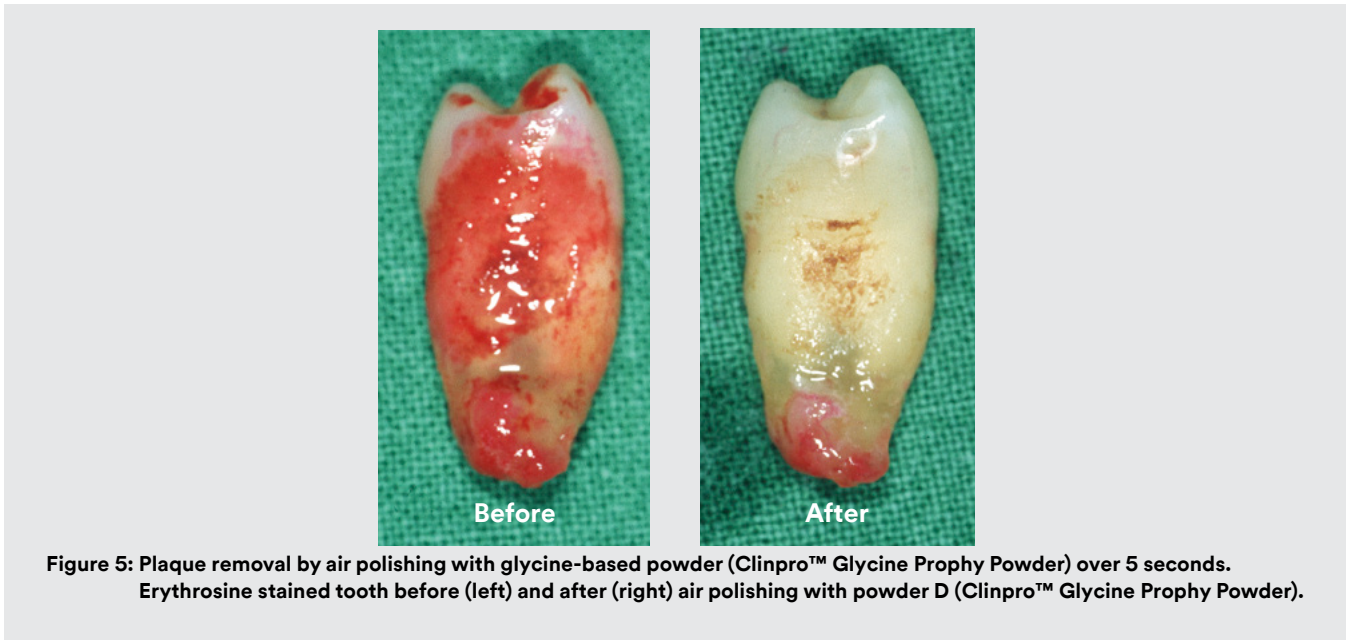 Before
After
Figure 5: Plaque removal by air polishing with glycine-based powder (Clinpro™ Glycine Prophy Powder) over 5 seconds.
Erythrosine stained tooth before (left) and after (right) air polishing with powder D (Clinpro™ Glycine Prophy Powder).